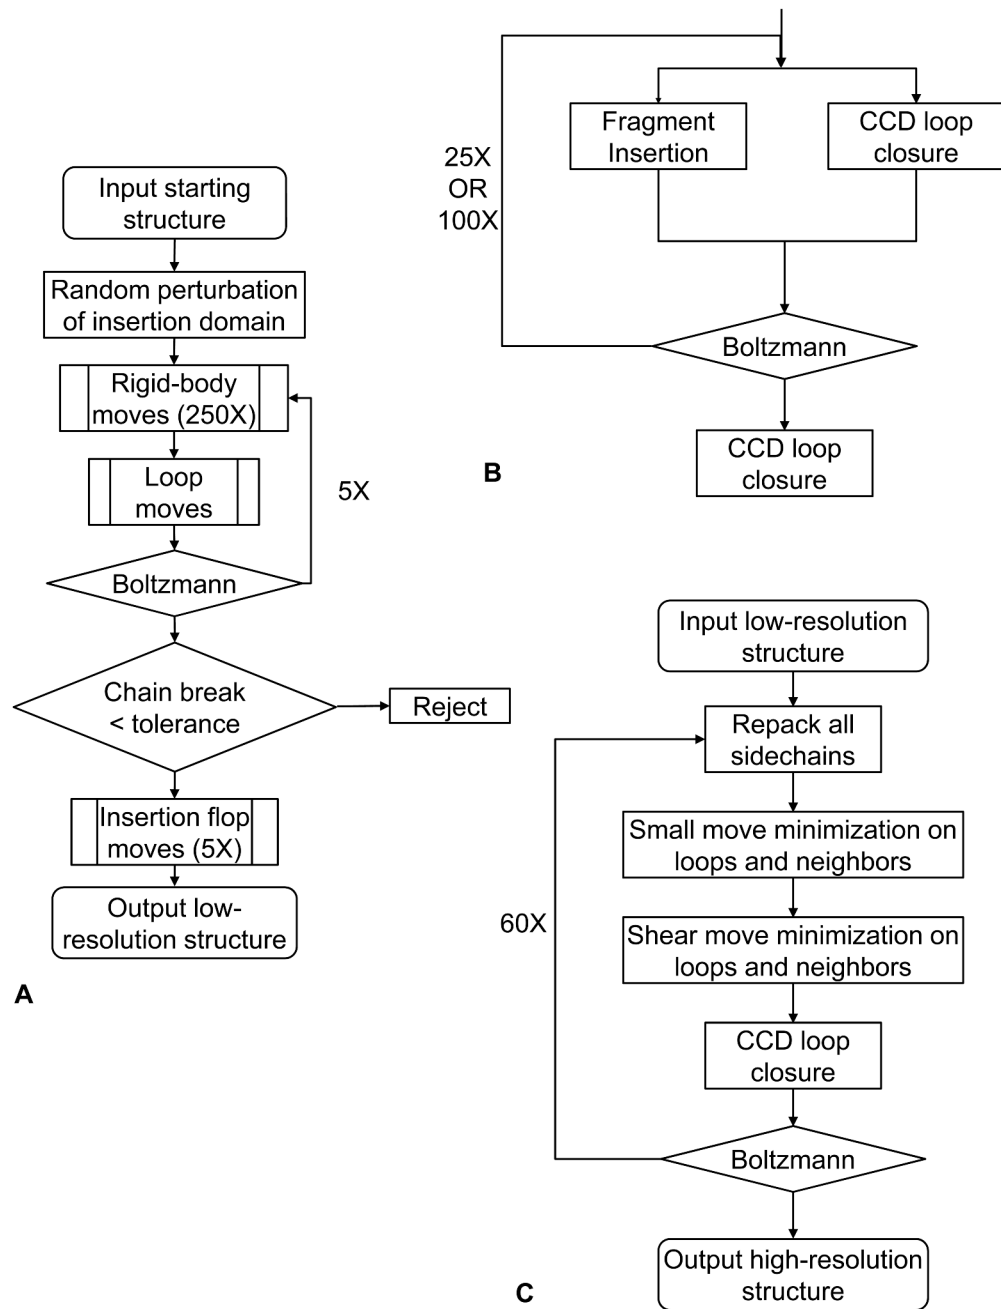 Input starting
structure
Random perturbation
of insertion domain
Rigid-body
moves (250X)
Loop
moves
5X
Boltzmann
Chain break
< tolerance
Reject
Insertion flop
moves (5X)
Output low-
resolution structure
A
Fragment
Insertion
CCD loop
closure
25X
OR
100X
Boltzmann
CCD loop
closure
B
Input low-resolution
structure
Repack all
sidechains
Small move minimization on
loops and neighbors
60X
Shear move minimization on
loops and neighbors
CCD loop
closure
Boltzmann
Output high-resolution
structure
C